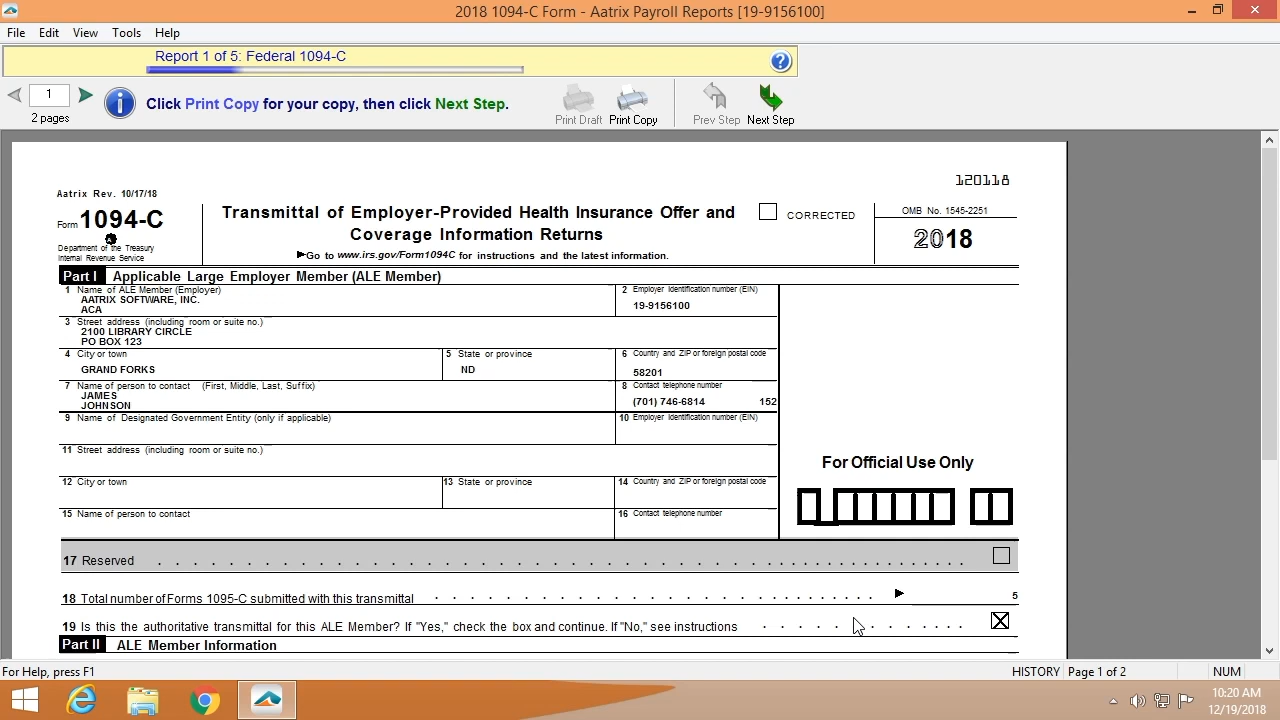 2018 1094-C Form - Aatrix Payroll Reports [19-9156100]
File Edit View Tools Help
Report 1 of 5: Federal 1094-C
1
2 pages
Click Print Copy for your copy, then click Next Step.
Print Draft Print Copy Prev Step Next Step
120118
Aatrix Rev. 10/17/18
Form 1094-C
Department of the Treasury
Internal Revenue Service
Transmittal of Employer-Provided Health Insurance Offer and
Coverage Information Returns
►Go to www.irs.gov/Form1094C for instructions and the latest information.
CORRECTED
OMB No. 1545-2251
2018
Part I Applicable Large Employer Member (ALE Member)
1 Name of ALE Member (Employer)
AATRIX SOFTWARE, INC.
ACA
2 Employer Identification number (EIN)
19-9156100
3 Street address (including room or suite no.)
2100 LIBRARY CIRCLE
PO BOX 123
4 City or town
GRAND FORKS
5 State or province
ND
6 Country and ZIP or foreign postal code
58201
7 Name of person to contact (First, Middle, Last, Suffix)
JAMES
JOHNSON
8 Contact telephone number
(701) 746-6814 152
9 Name of Designated Government Entity (only if applicable)
10 Employer Identification number (EIN)
11 Street address (including room or suite no.)
12 City or town
13 State or province
14 Country and ZIP or foreign postal code
15 Name of person to contact
16 Contact telephone number
For Official Use Only
17 Reserved
18 Total number of Forms 1095-C submitted with this transmittal ► 5
19 Is this the authoritative transmittal for this ALE Member? If "Yes," check the box and continue. If "No," see instructions
Part II ALE Member Information
For Help, press F1
HISTORY Page 1 of 2 NUM
10:20 AM
12/19/2018